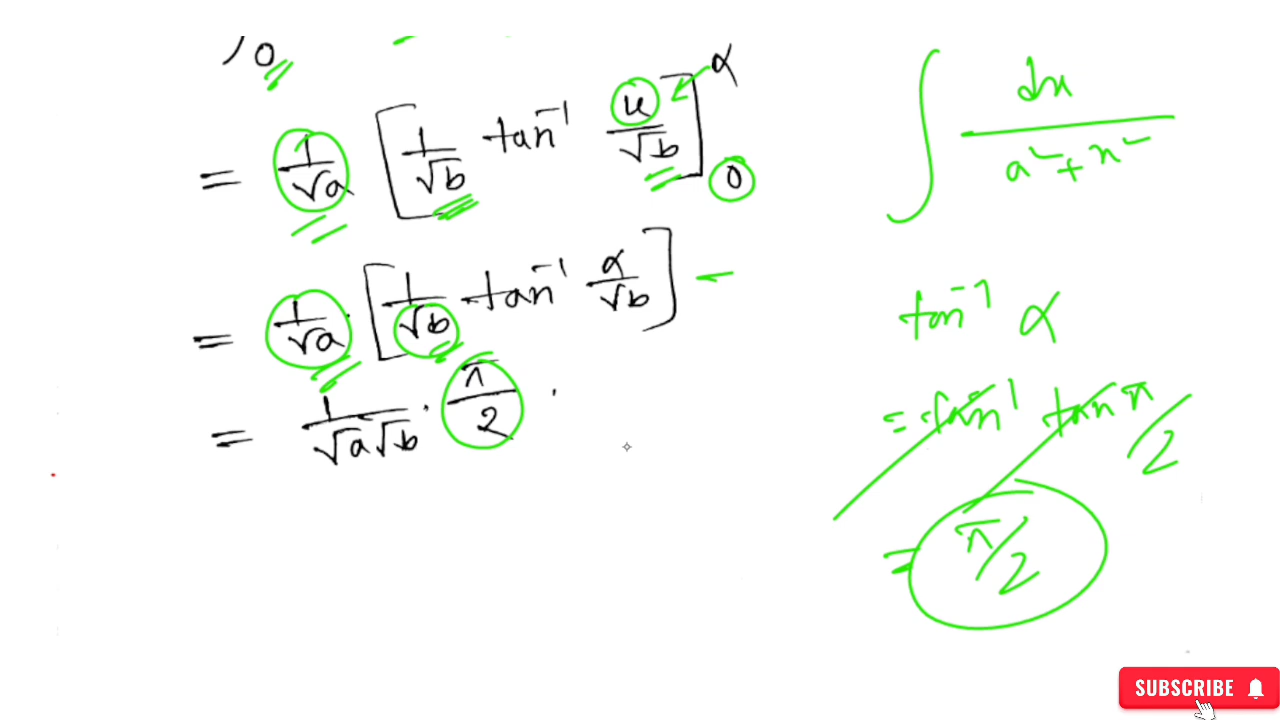 0
= 1/√a [ 1/√b tan⁻¹ u/√b ]₀^α
= 1/√a · [ 1/√b tan⁻¹ α/√b ] −
= 1/√a√b · π/2 ·
∫ dx / a² + x²
tan⁻¹ α
= tan⁻¹ tan π/2
= π/2
SUBSCRIBE